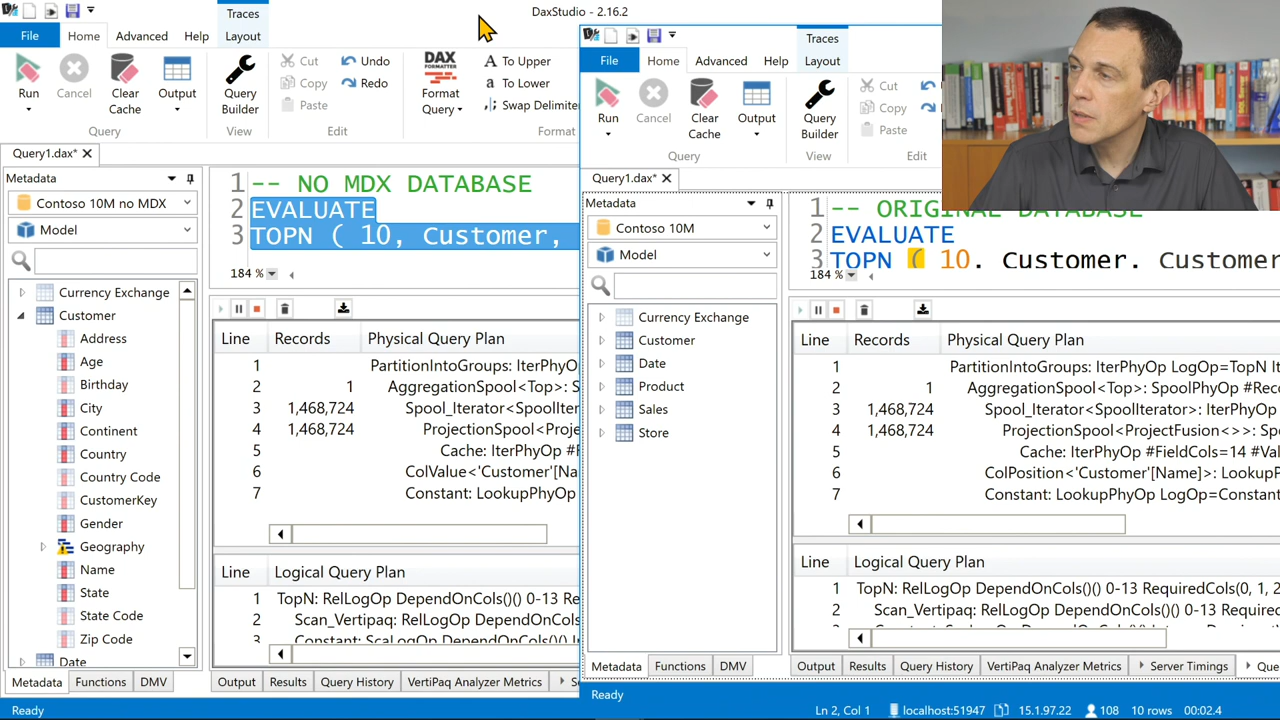 DaxStudio - 2.16.2
Traces
File Home Advanced Help Layout
Run
Cancel
Clear Cache
Output
Query Builder
Cut
Copy
Paste
Undo
Redo
DAX FORMATTER
Format Query
To Upper
To Lower
Swap Delimite
Query View Edit Format
Query1.dax*
Metadata
Contoso 10M no MDX
Model
Currency Exchange
Customer
Address
Age
Birthday
City
Continent
Country
Country Code
CustomerKey
Gender
Geography
Name
State
State Code
Zip Code
Date
Metadata Functions DMV
Ready
1 -- NO MDX DATABASE
2 EVALUATE
3 TOPN ( 10, Customer,
184 %
Line Records Physical Query Plan
1 PartitionIntoGroups: IterPhyO
2 1 AggregationSpool<Top>: S
3 1,468,724 Spool_Iterator<SpoolIter
4 1,468,724 ProjectionSpool<Proje
5 Cache: IterPhyOp #F
6 ColValue<'Customer'[Na
7 Constant: LookupPhyOp
Line Logical Query Plan
1 TopN: RelLogOp DependOnCols()() 0-13
2 Scan_Vertipaq: RelLogOp DependOnCols
3 Constant: ScaLogOp DependOnCols()() In
Output Results Query History VertiPaq Analyzer Metrics S
Traces
File Home Advanced Help Layout
Run
Cancel
Clear Cache
Output
Query Builder
Cut
Copy
Paste
Query View Edit
Query1.dax*
Metadata
Contoso 10M
Model
Currency Exchange
Customer
Date
Product
Sales
Store
Metadata Functions DMV
Ready
1 -- ORIGINAL DATABASE
2 EVALUATE
3 TOPN ( 10, Customer, Customer
184 %
Line Records Physical Query Plan
1 PartitionIntoGroups: IterPhyOp LogOp=TopN It
2 1 AggregationSpool<Top>: SpoolPhyOp #Reco
3 1,468,724 Spool_Iterator<SpoolIterator>: IterPhyOp
4 1,468,724 ProjectionSpool<ProjectFusion<>>: Sp
5 Cache: IterPhyOp #FieldCols=14 #Val
6 ColPosition<'Customer'[Name]>: LookupP
7 Constant: LookupPhyOp LogOp=Constant
Line Logical Query Plan
1 TopN: RelLogOp DependOnCols()() 0-13 RequiredCols(0, 1, 2
2 Scan_Vertipaq: RelLogOp DependOnCols()() 0-13 Required
Output Results Query History VertiPaq Analyzer Metrics Server Timings Que
Ln 2, Col 1 localhost:51947 15.1.97.22 108 10 rows 00:02.4